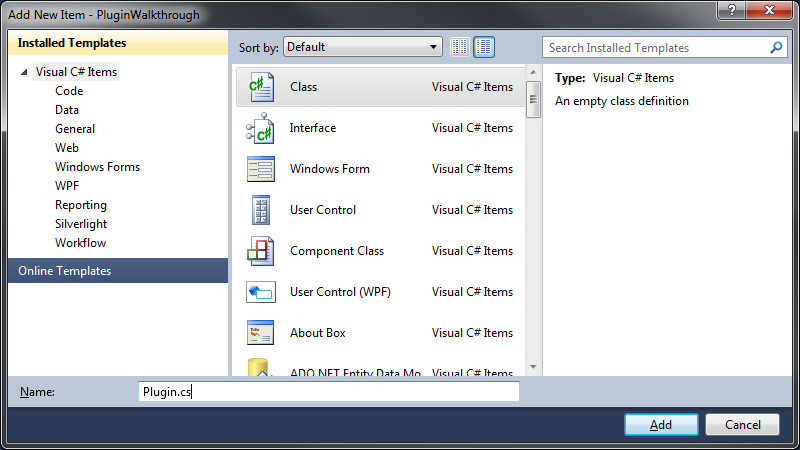 Add New Item - PluginWalkthrough
Installed Templates
Visual C# Items
Code
Data
General
Web
Windows Forms
WPF
Reporting
Silverlight
Workflow
Online Templates
Sort by: Default
Search Installed Templates
Class Visual C# Items
Interface Visual C# Items
Windows Form Visual C# Items
User Control Visual C# Items
Component Class Visual C# Items
User Control (WPF) Visual C# Items
About Box Visual C# Items
ADO.NET Entity Data Mo... Visual C# Items
Type: Visual C# Items
An empty class definition
Name: Plugin.cs
Add Cancel